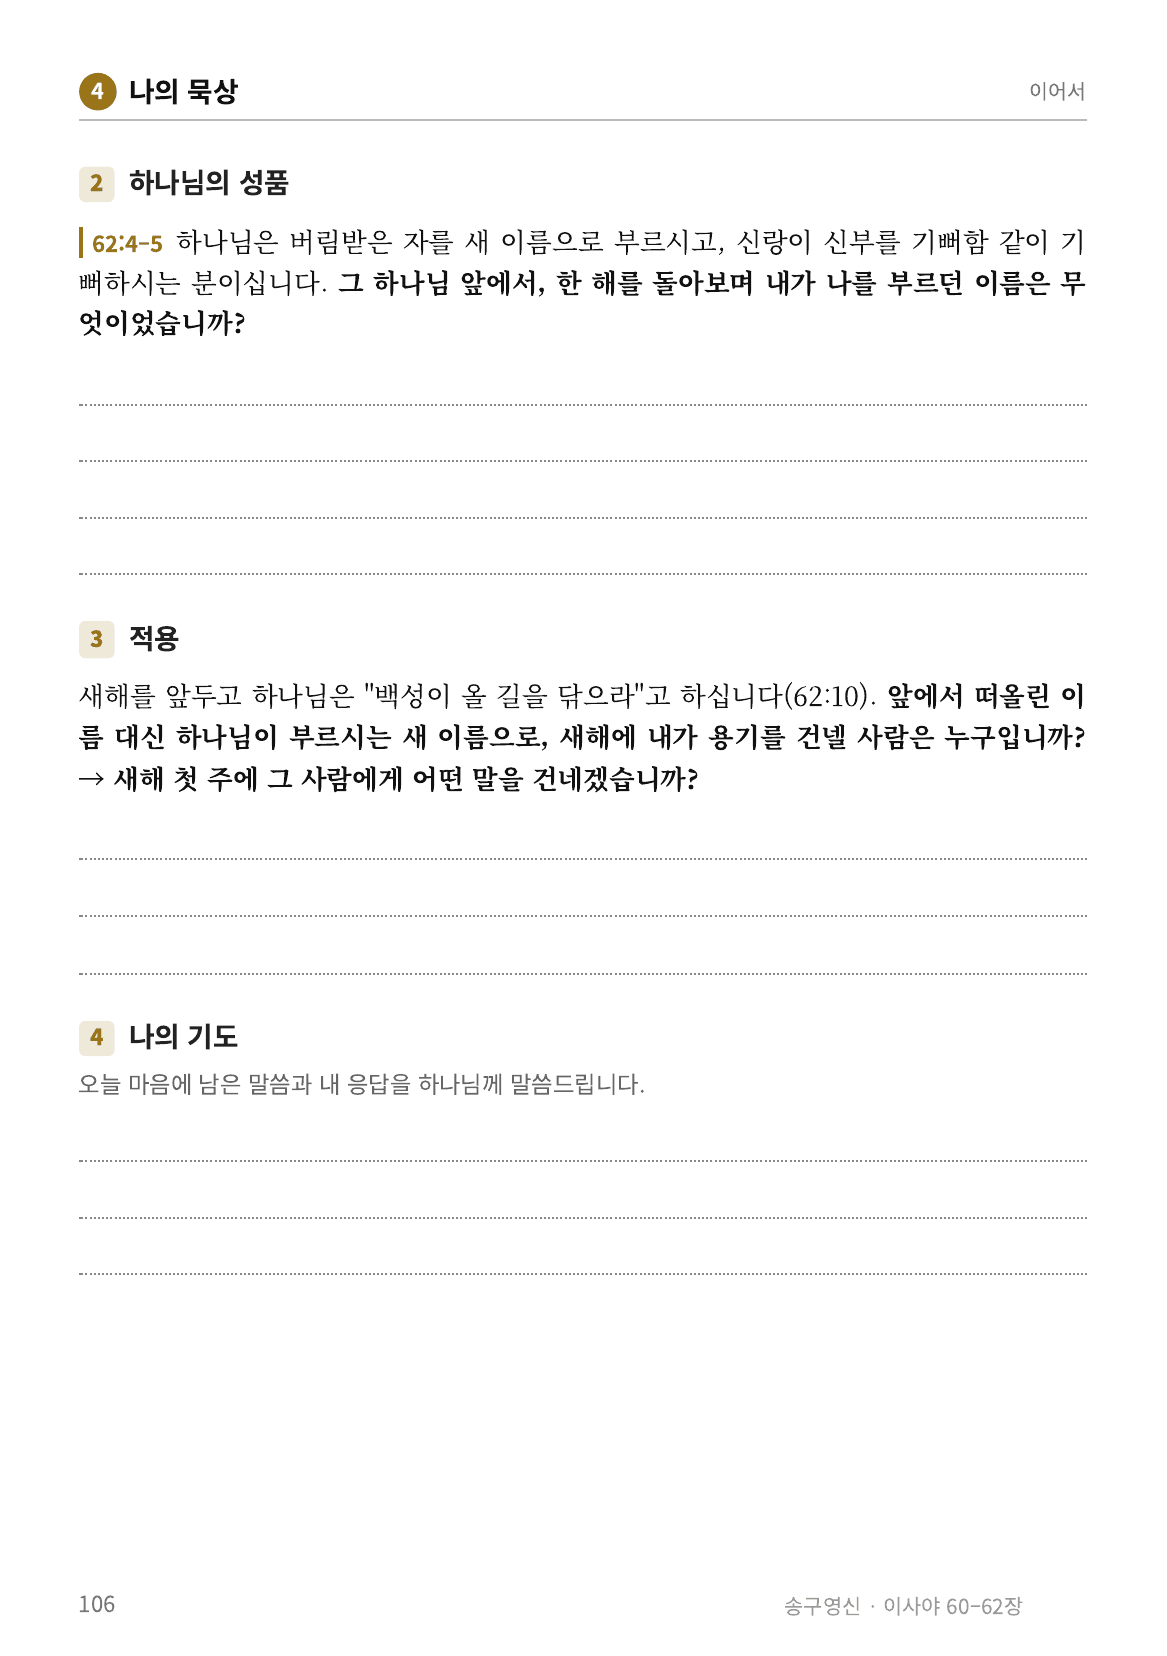 4 나의 묵상
이어서
2 하나님의 성품
62:4-5 하나님은 버림받은 자를 새 이름으로 부르시고, 신랑이 신부를 기뻐함 같이 기
뻐하시는 분이십니다. 그 하나님 앞에서, 한 해를 돌아보며 내가 나를 부르던 이름은 무
엇이었습니까?
3 적용
새해를 앞두고 하나님은 "백성이 올 길을 닦으라"고 하십니다(62:10). 앞에서 떠올린 이
름 대신 하나님이 부르시는 새 이름으로, 새해에 내가 용기를 건넬 사람은 누구입니까?
→ 새해 첫 주에 그 사람에게 어떤 말을 건네겠습니까?
4 나의 기도
오늘 마음에 남은 말씀과 내 응답을 하나님께 말씀드립니다.
106
송구영신 · 이사야 60-62장